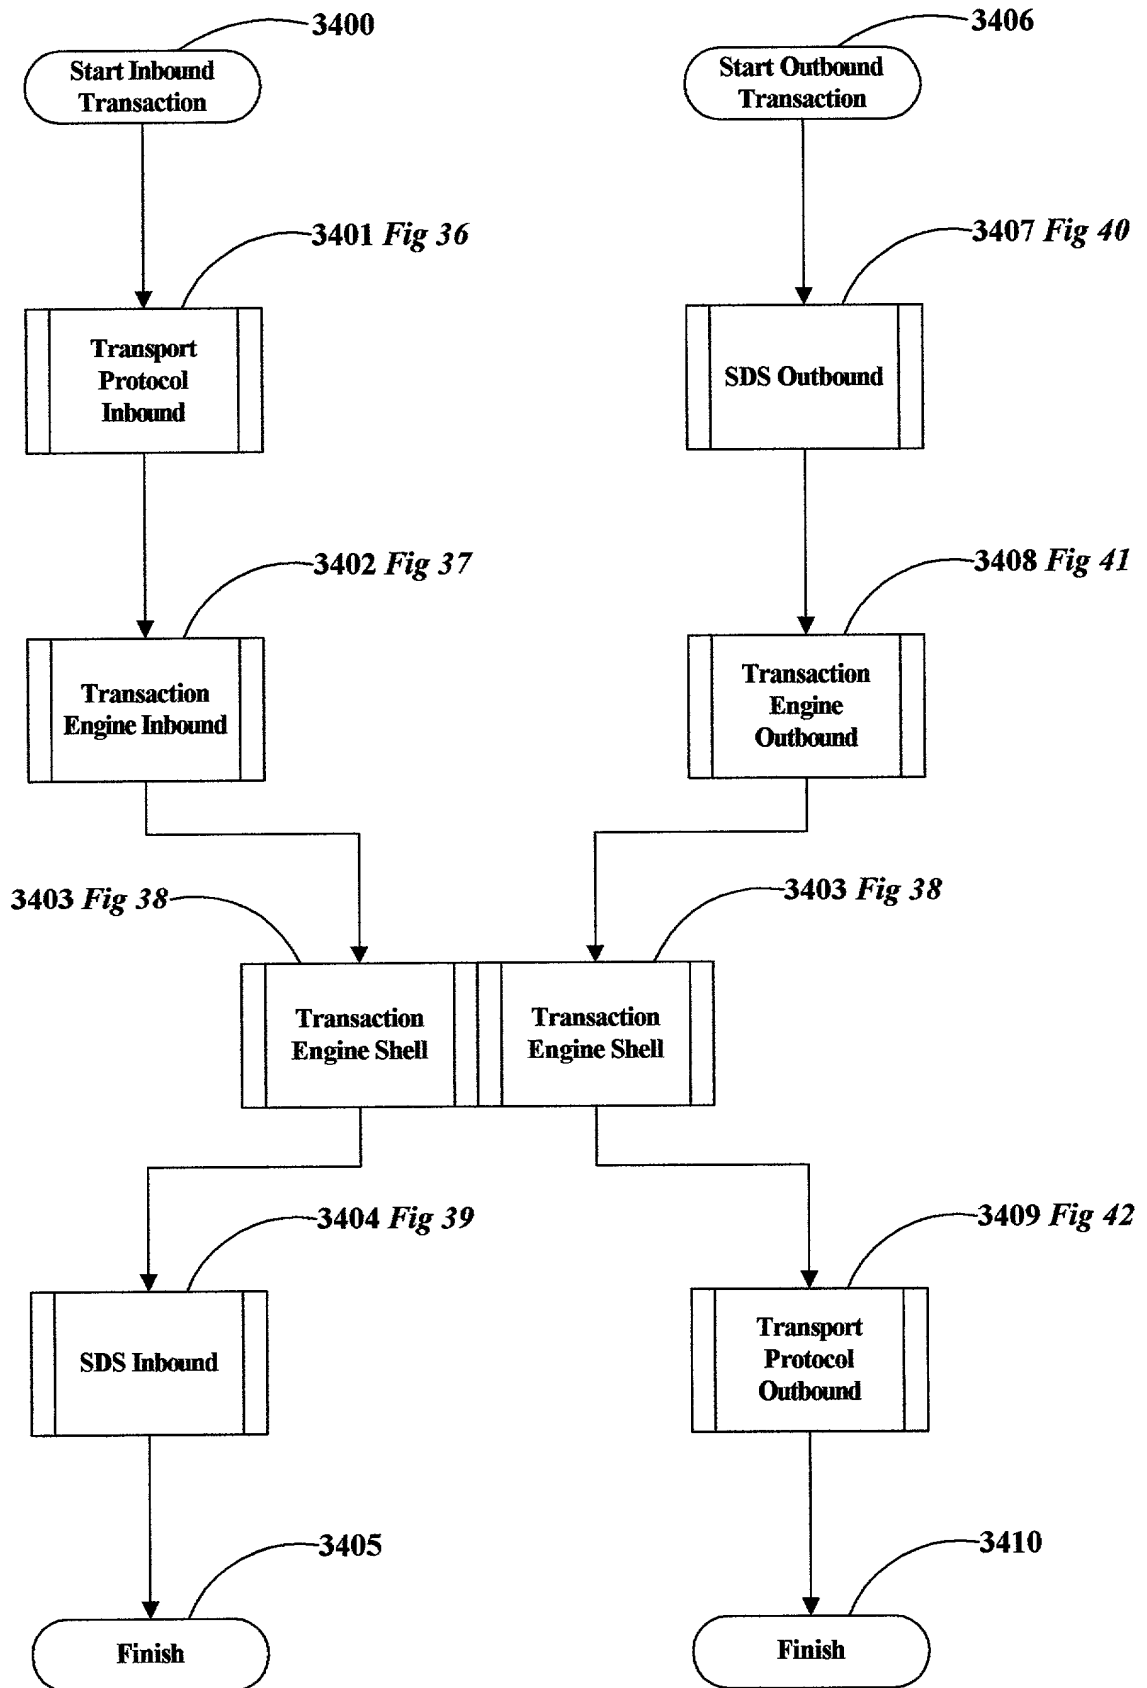 3400
Start Inbound
Transaction
3406
Start Outbound
Transaction
3401 Fig 36
Transport
Protocol
Inbound
3407 Fig 40
SDS Outbound
3402 Fig 37
Transaction
Engine Inbound
3408 Fig 41
Transaction
Engine
Outbound
3403 Fig 38
Transaction
Engine Shell
3403 Fig 38
Transaction
Engine Shell
3404 Fig 39
SDS Inbound
3409 Fig 42
Transport
Protocol
Outbound
3405
Finish
3410
Finish